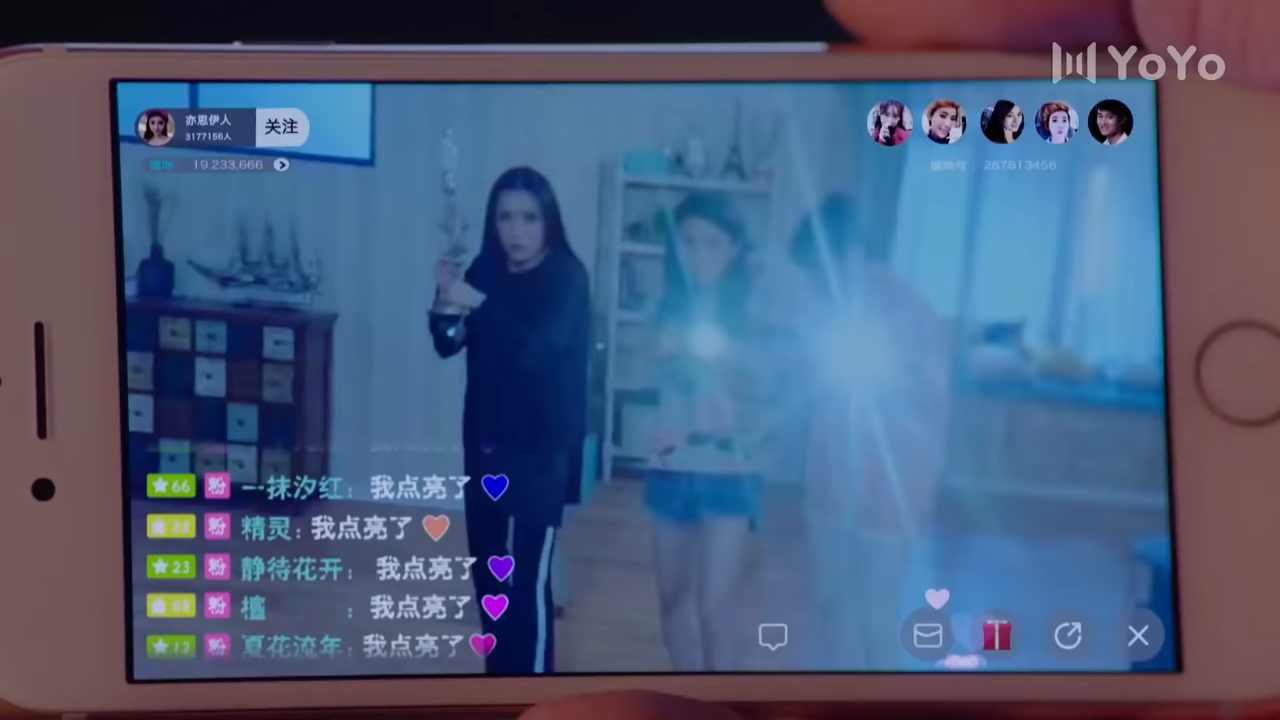 YoYo
亦思伊人
3177156人
关注
19,233,666
287813456
66 粉 一抹汐红：我点亮了
粉 精灵：我点亮了
23 粉 静待花开：我点亮了
粉 檀：我点亮了
12 粉 夏花流年：我点亮了